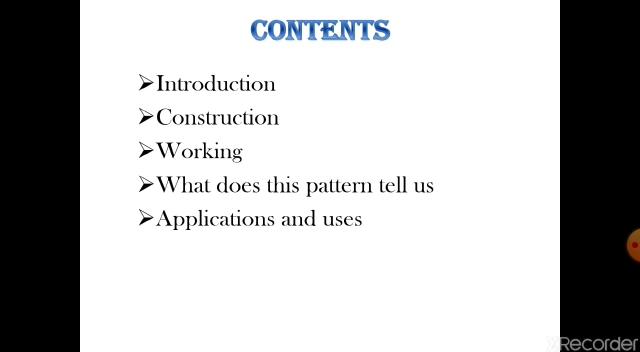 CONTENTS
➢Introduction
➢Construction
➢Working
➢What does this pattern tell us
➢Applications and uses
XRecorder